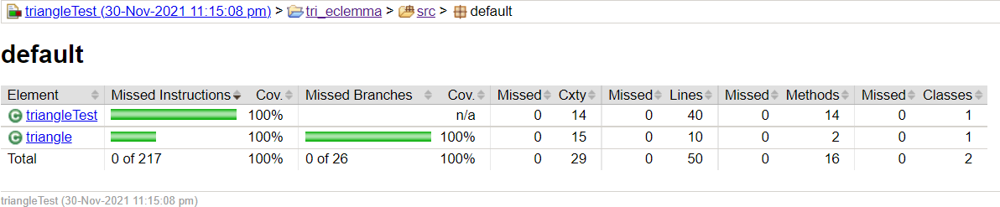 triangleTest (30-Nov-2021 11:15:08 pm) > tri_eclemma > src > default
default
Element Missed Instructions Cov. Missed Branches Cov. Missed Cxty Missed Lines Missed Methods Missed Classes
triangleTest 100% n/a 0 14 0 40 0 14 0 1
triangle 100% 100% 0 15 0 10 0 2 0 1
Total 0 of 217 100% 0 of 26 100% 0 29 0 50 0 16 0 2
triangleTest (30-Nov-2021 11:15:08 pm)